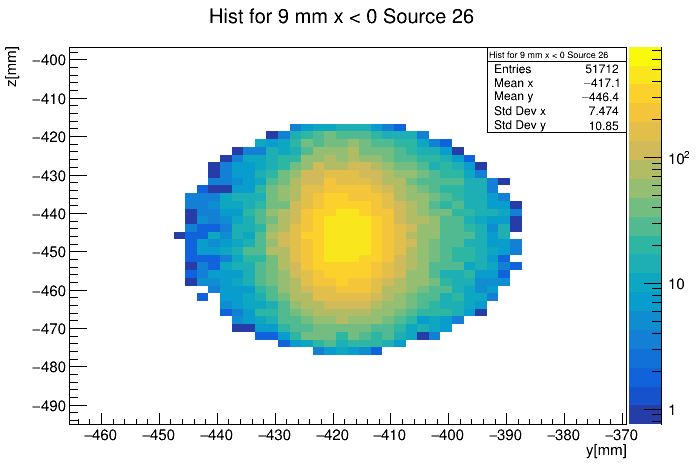 Hist for 9 mm x < 0 Source 26
z[mm]
Hist for 9 mm x < 0 Source 26
Entries 51712
Mean x −417.1
Mean y −446.4
Std Dev x 7.474
Std Dev y 10.85
−400
−410
−420
−430
−440
−450
−460
−470
−480
−490
10²
10
1
−460 −450 −440 −430 −420 −410 −400 −390 −380 −370
y[mm]